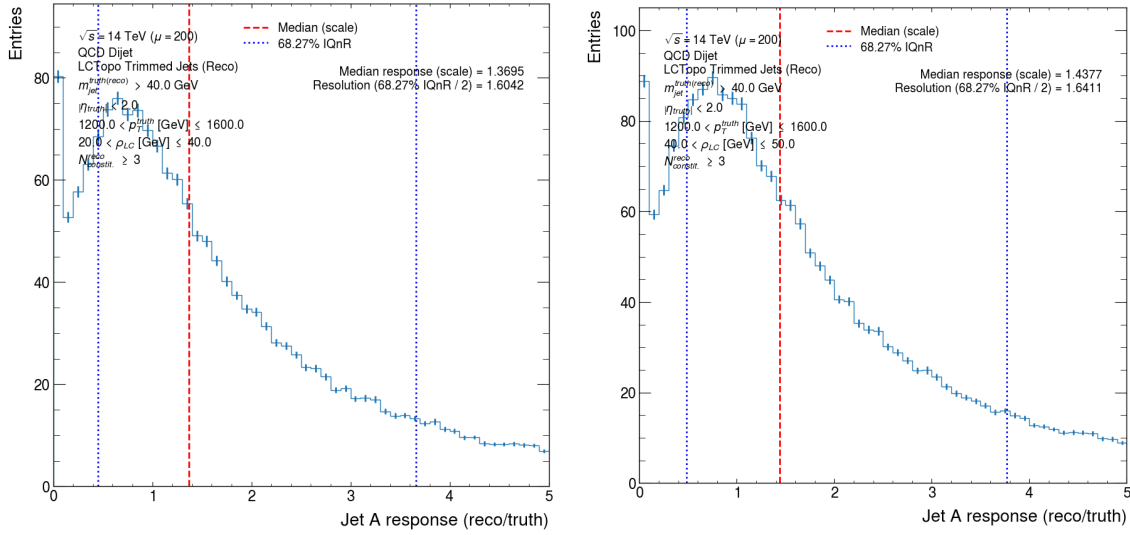 Entries
80
60
40
20
0
0
1
2
3
4
5
Jet A response (reco/truth)
√s = 14 TeV (μ = 200)
QCD Dijet
LCTopo Trimmed Jets (Reco)
m_jet^truth(reco) > 40.0 GeV
|η_truth| < 2.0
1200.0 < p_T^truth [GeV] ≤ 1600.0
20.0 < ρ_LC [GeV] ≤ 40.0
N_constit.^reco ≥ 3
Median (scale)
68.27% IQnR
Median response (scale) = 1.3695
Resolution (68.27% IQnR / 2) = 1.6042
Entries
100
80
60
40
20
0
0
1
2
3
4
5
Jet A response (reco/truth)
√s = 14 TeV (μ = 200)
QCD Dijet
LCTopo Trimmed Jets (Reco)
m_jet^truth(reco) > 40.0 GeV
|η_truth| < 2.0
1200.0 < p_T^truth [GeV] ≤ 1600.0
40.0 < ρ_LC [GeV] ≤ 50.0
N_constit.^reco ≥ 3
Median (scale)
68.27% IQnR
Median response (scale) = 1.4377
Resolution (68.27% IQnR / 2) = 1.6411